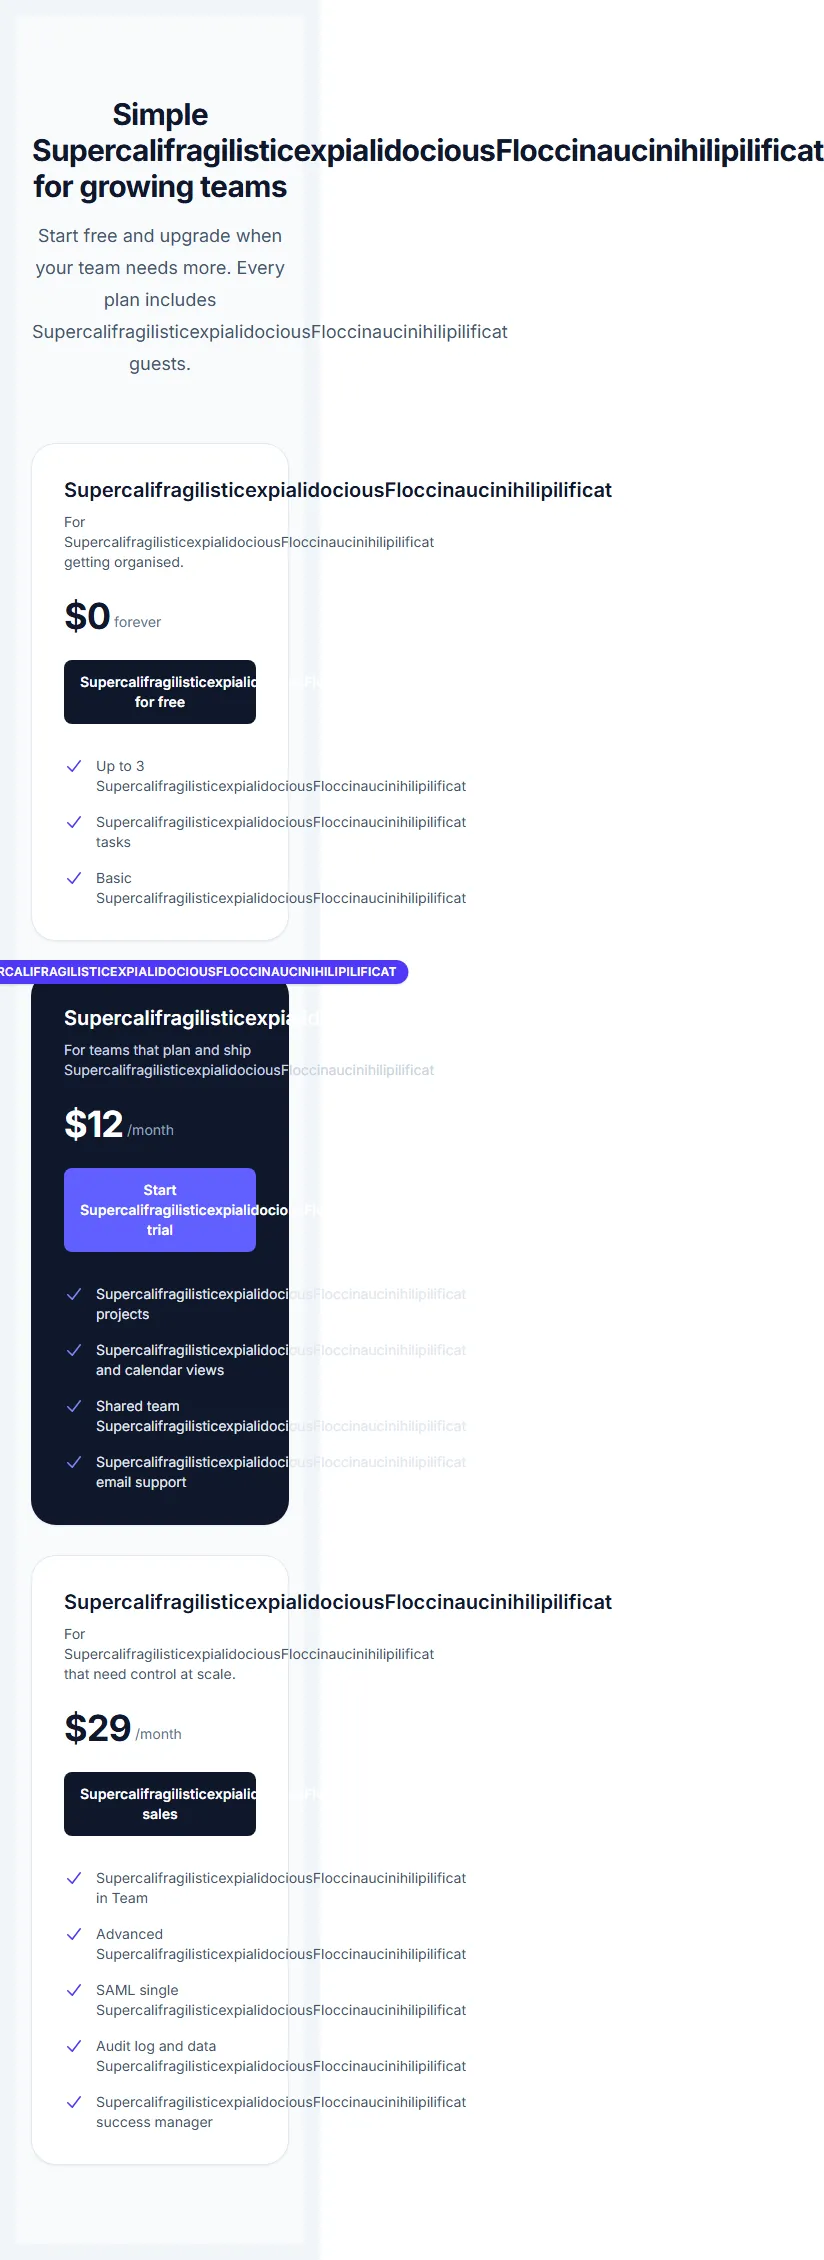 Simple
SupercalifragilisticexpialidociousFloccinaucinihilipilificat
for growing teams
Start free and upgrade when
your team needs more. Every
plan includes
SupercalifragilisticexpialidociousFloccinaucinihilipilificat
guests.
SupercalifragilisticexpialidociousFloccinaucinihilipilificat
For
SupercalifragilisticexpialidociousFloccinaucinihilipilificat
getting organised.
$0 forever
for free
Up to 3
SupercalifragilisticexpialidociousFloccinaucinihilipilificat
SupercalifragilisticexpialidociousFloccinaucinihilipilificat
tasks
Basic
SupercalifragilisticexpialidociousFloccinaucinihilipilificat
RCALIFRAGILISTICEXPIALIDOCIOUSFLOCCINAUCINIHILIPILIFICAT
For teams that plan and ship
SupercalifragilisticexpialidociousFloccinaucinihilipilificat
$12 /month
Start
trial
SupercalifragilisticexpialidociousFloccinaucinihilipilificat
projects
SupercalifragilisticexpialidociousFloccinaucinihilipilificat
and calendar views
Shared team
SupercalifragilisticexpialidociousFloccinaucinihilipilificat
SupercalifragilisticexpialidociousFloccinaucinihilipilificat
email support
SupercalifragilisticexpialidociousFloccinaucinihilipilificat
For
SupercalifragilisticexpialidociousFloccinaucinihilipilificat
that need control at scale.
$29 /month
sales
SupercalifragilisticexpialidociousFloccinaucinihilipilificat
in Team
Advanced
SupercalifragilisticexpialidociousFloccinaucinihilipilificat
SAML single
SupercalifragilisticexpialidociousFloccinaucinihilipilificat
Audit log and data
SupercalifragilisticexpialidociousFloccinaucinihilipilificat
SupercalifragilisticexpialidociousFloccinaucinihilipilificat
success manager